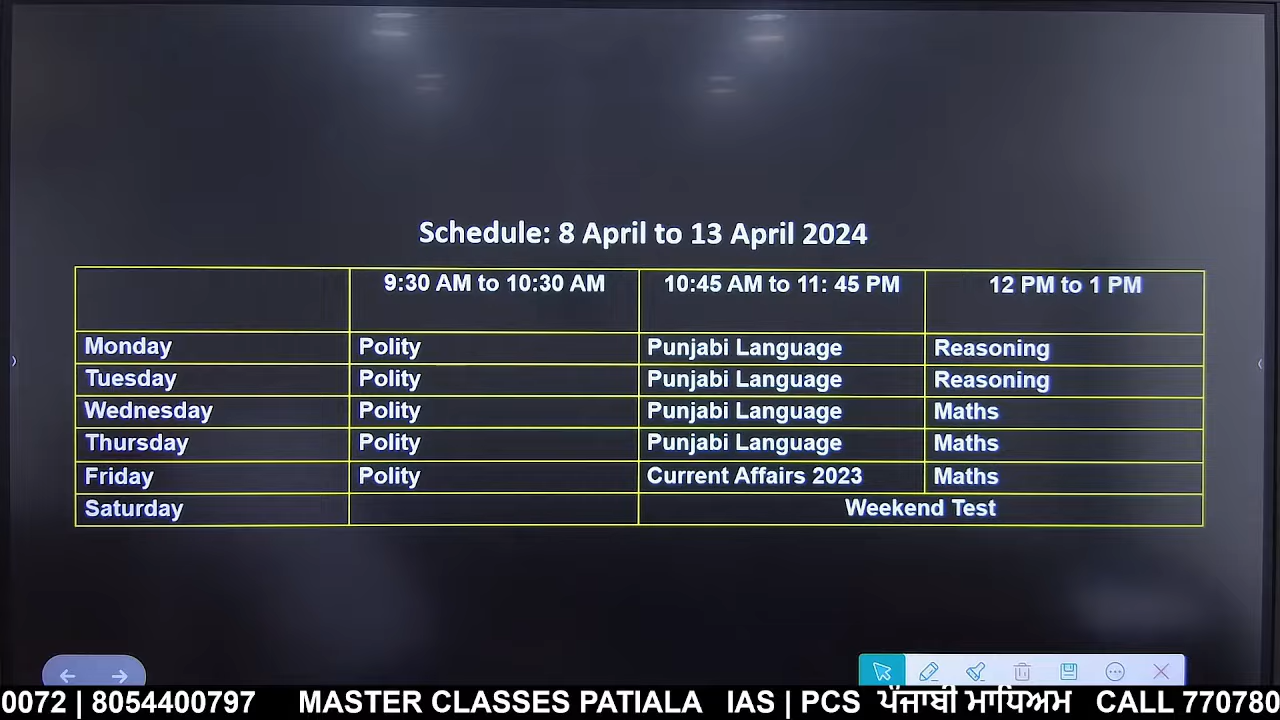 Schedule: 8 April to 13 April 2024
9:30 AM to 10:30 AM 10:45 AM to 11: 45 PM 12 PM to 1 PM
Monday Polity Punjabi Language Reasoning
Tuesday Polity Punjabi Language Reasoning
Wednesday Polity Punjabi Language Maths
Thursday Polity Punjabi Language Maths
Friday Polity Current Affairs 2023 Maths
Saturday Weekend Test
0072 | 8054400797 MASTER CLASSES PATIALA IAS | PCS ਪੰਜਾਬੀ ਮਾਧਿਅਮ CALL 770780